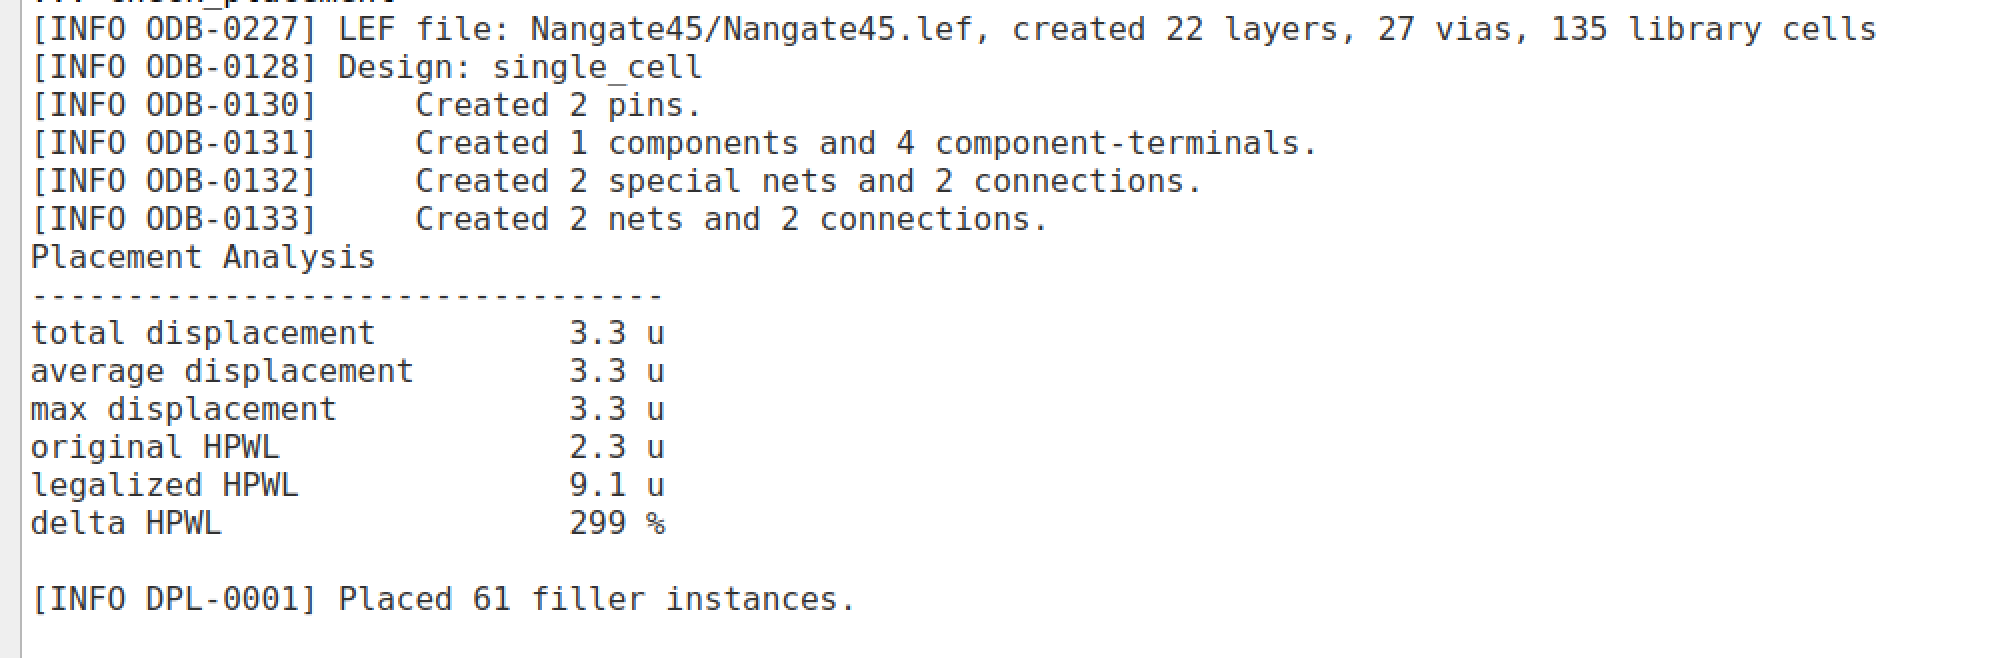 [INFO ODB-0227] LEF file: Nangate45/Nangate45.lef, created 22 layers, 27 vias, 135 library cells
[INFO ODB-0128] Design: single_cell
[INFO ODB-0130]     Created 2 pins.
[INFO ODB-0131]     Created 1 components and 4 component-terminals.
[INFO ODB-0132]     Created 2 special nets and 2 connections.
[INFO ODB-0133]     Created 2 nets and 2 connections.
Placement Analysis
---------------------------------
total displacement          3.3 u
average displacement        3.3 u
max displacement            3.3 u
original HPWL               2.3 u
legalized HPWL              9.1 u
delta HPWL                  299 %
[INFO DPL-0001] Placed 61 filler instances.